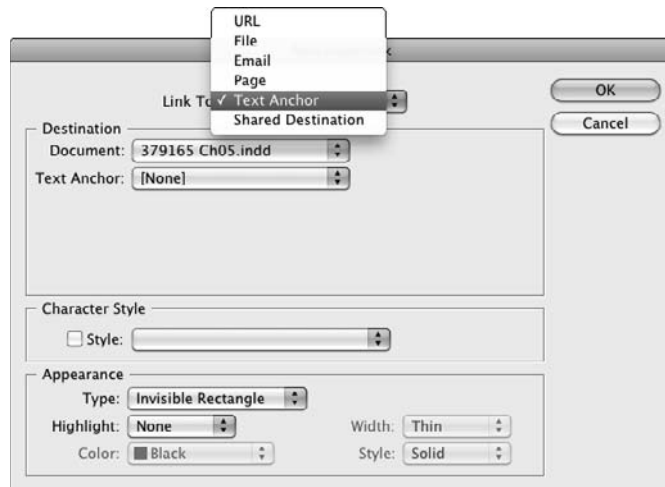 URL
File
Email
Page
Link To ✓ Text Anchor
Shared Destination
OK
Cancel
Destination
Document: 379165 Ch05.indd
Text Anchor: [None]
Character Style
Style:
Appearance
Type: Invisible Rectangle
Highlight: None Width: Thin
Color: Black Style: Solid